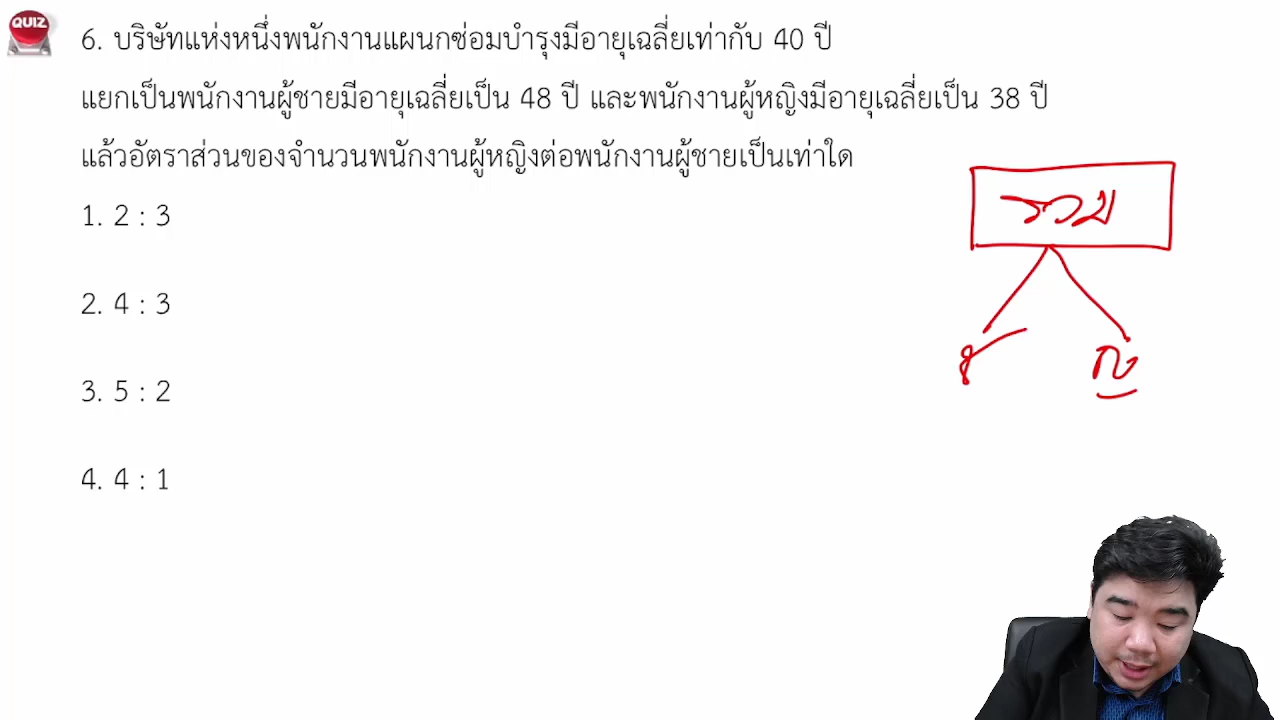 QUIZ
6. บริษัทแห่งหนึ่งพนักงานแผนกซ่อมบำรุงมีอายุเฉลี่ยเท่ากับ 40 ปี
แยกเป็นพนักงานผู้ชายมีอายุเฉลี่ยเป็น 48 ปี และพนักงานผู้หญิงมีอายุเฉลี่ยเป็น 38 ปี
แล้วอัตราส่วนของจำนวนพนักงานผู้หญิงต่อพนักงานผู้ชายเป็นเท่าใด
1. 2 : 3
2. 4 : 3
3. 5 : 2
4. 4 : 1
รวม
ช
ญ